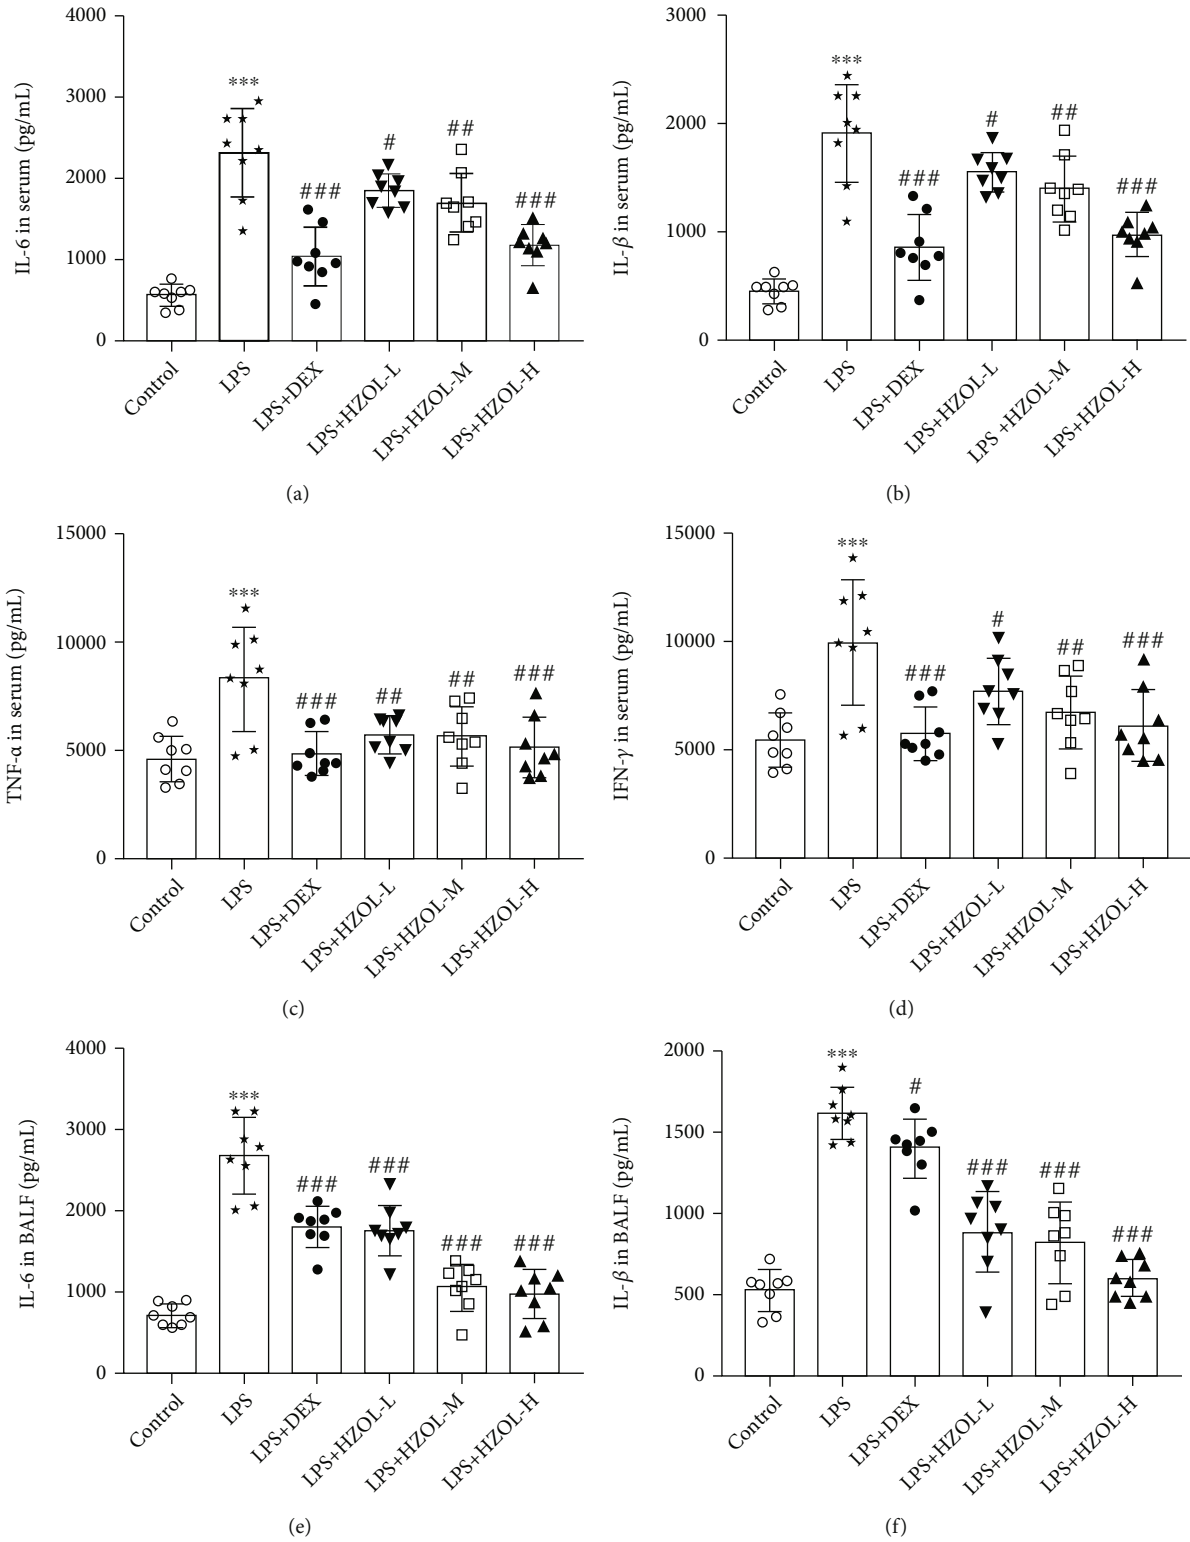 IL-6 in serum (pg/mL)
4000
3000
2000
1000
0
***
###
#
##
###
Control
LPS
LPS+DEX
LPS+HZOL-L
LPS+HZOL-M
LPS+HZOL-H
(a)
IL-β in serum (pg/mL)
3000
2000
1000
0
***
###
#
##
###
Control
LPS
LPS+DEX
LPS+HZOL-L
LPS +HZOL-M
LPS+HZOL-H
(b)
TNF-α in serum (pg/mL)
15000
10000
5000
0
***
###
##
##
###
Control
LPS
LPS+DEX
LPS+HZOL-L
LPS+HZOL-M
LPS+HZOL-H
(c)
IFN-γ in serum (pg/mL)
15000
10000
5000
0
***
###
#
##
###
Control
LPS
LPS+DEX
LPS+HZOL-L
LPS+HZOL-M
LPS+HZOL-H
(d)
IL-6 in BALF (pg/mL)
4000
3000
2000
1000
0
***
###
###
###
###
Control
LPS
LPS+DEX
LPS+HZOL-L
LPS+HZOL-M
LPS+HZOL-H
(e)
IL-β in BALF (pg/mL)
2000
1500
1000
500
0
***
#
###
###
###
Control
LPS
LPS+DEX
LPS+HZOL-L
LPS+HZOL-M
LPS+HZOL-H
(f)